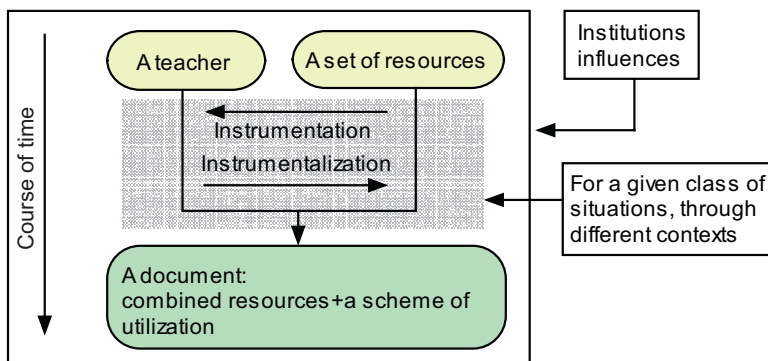 A teacher
A set of resources
Institutions
influences
Instrumentation
Instrumentalization
Course of time
For a given class of
situations, through
different contexts
A document:
combined resources+a scheme of
utilization